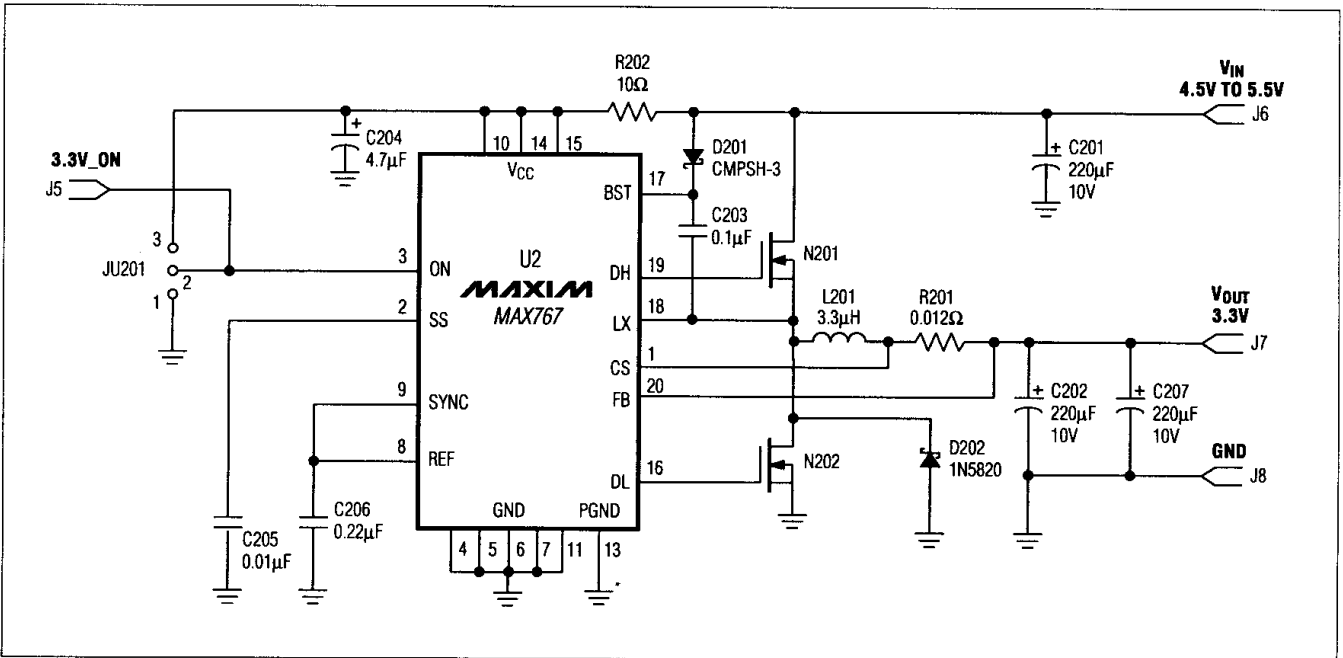 R202
10Ω
VIN
4.5V TO 5.5V
J6
+
C204
4.7µF
10
14
15
VCC
D201
CMPSH-3
+ C201
220µF
10V
3.3V_ON
J5
17
BST
C203
0.1µF
3
JU201
2
1
3
ON
U2
MAXIM
MAX767
DH
19
N201
2
SS
LX
18
L201
3.3µH
R201
0.012Ω
VOUT
3.3V
J7
1
CS
20
FB
9
SYNC
8
REF
+ C202
220µF
10V
+ C207
220µF
10V
16
DL
N202
D202
1N5820
GND
J8
C205
0.01µF
C206
0.22µF
GND
PGND
4
5
6
7
11
13